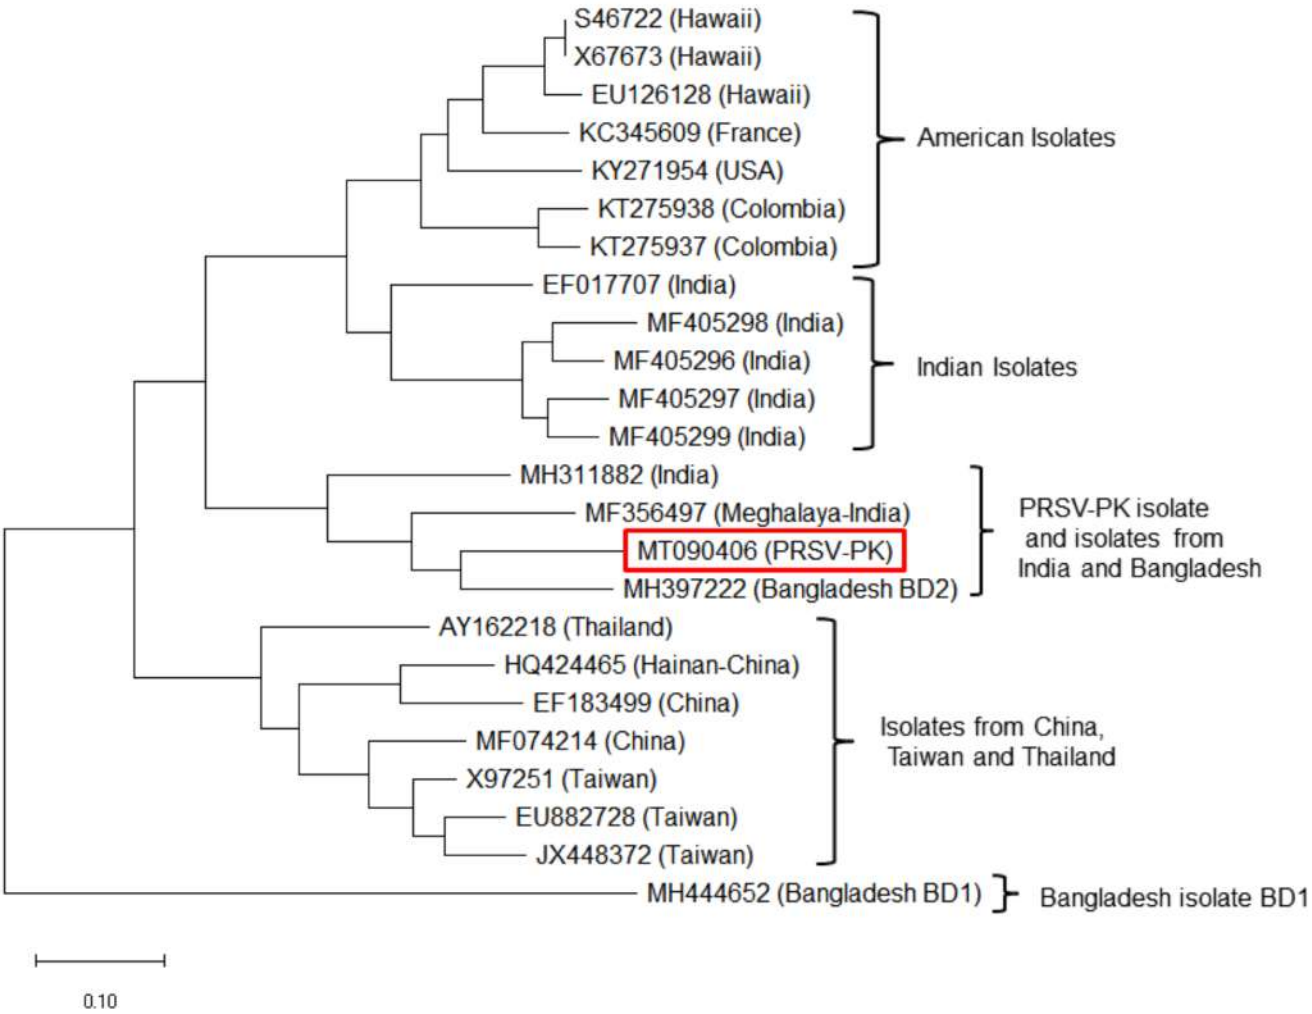 S46722 (Hawaii)
X67673 (Hawaii)
EU126128 (Hawaii)
KC345609 (France)
KY271954 (USA)
KT275938 (Colombia)
KT275937 (Colombia)
American Isolates
EF017707 (India)
MF405298 (India)
MF405296 (India)
MF405297 (India)
MF405299 (India)
Indian Isolates
MH311882 (India)
MF356497 (Meghalaya-India)
MT090406 (PRSV-PK)
MH397222 (Bangladesh BD2)
PRSV-PK isolate
and isolates from
India and Bangladesh
AY162218 (Thailand)
HQ424465 (Hainan-China)
EF183499 (China)
MF074214 (China)
X97251 (Taiwan)
EU882728 (Taiwan)
JX448372 (Taiwan)
Isolates from China,
Taiwan and Thailand
MH444652 (Bangladesh BD1)
Bangladesh isolate BD1
0.10